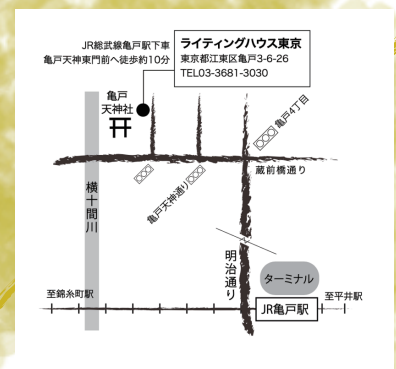 JR総武線亀戸駅下車
亀戸天神東門前へ徒歩約10分
ライティングハウス東京
東京都江東区亀戸3-6-26
TEL03-3681-3030
亀戸
天神社
亀戸4丁目
蔵前橋通り
亀戸天神通り
横十間川
明治通り
ターミナル
至錦糸町駅
JR亀戸駅
至平井駅